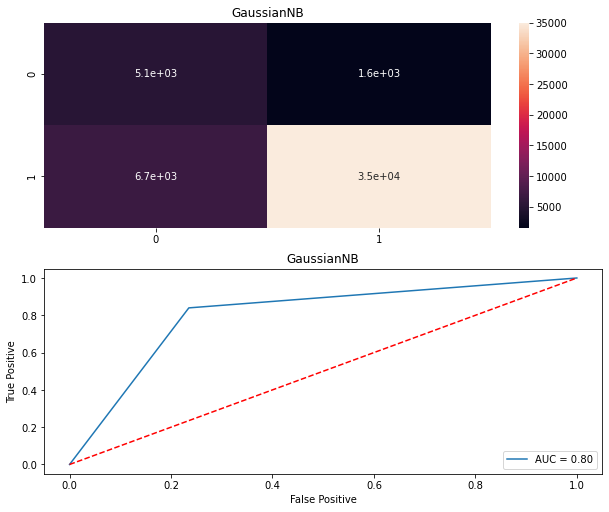 GaussianNB
0
5.1e+03 1.6e+03
1
6.7e+03 3.5e+04
0 1
35000
30000
25000
20000
15000
10000
5000
GaussianNB
1.0
0.8
0.6
0.4
0.2
0.0
True Positive
AUC = 0.80
0.0 0.2 0.4 0.6 0.8 1.0
False Positive